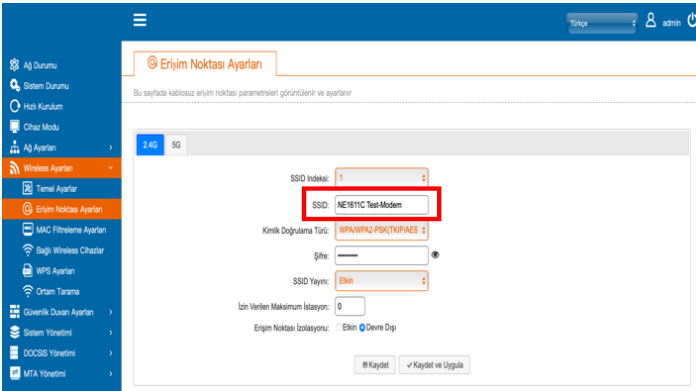 Türkçe
admin
Ağ Durumu
Sistem Durumu
Hızlı Kurulum
Cihaz Modu
Ağ Ayarları
Wireless Ayarları
Temel Ayarlar
Erişim Noktası Ayarları
MAC Filtreleme Ayarları
Bağlı Wireless Cihazlar
WPS Ayarları
Ortam Tarama
Güvenlik Duvarı Ayarları
Sistem Yönetimi
DOCSIS Yönetimi
MTA Yönetimi
Erişim Noktası Ayarları
Bu sayfada kablosuz erişim noktası parametreleri görüntülenir ve ayarlanır
2.4G 5G
SSID Indeksi: 1
SSID: NE1611C Test-Modem
Kimlik Doğrulama Türü: WPA/WPA2-PSK(TKIP/AES
Şifre: ********
SSID Yayını: Etkin
İzin Verilen Maksimum İstasyon: 0
Erişim Noktası İzolasyonu: Etkin Devre Dışı
Kaydet Kaydet ve Uygula